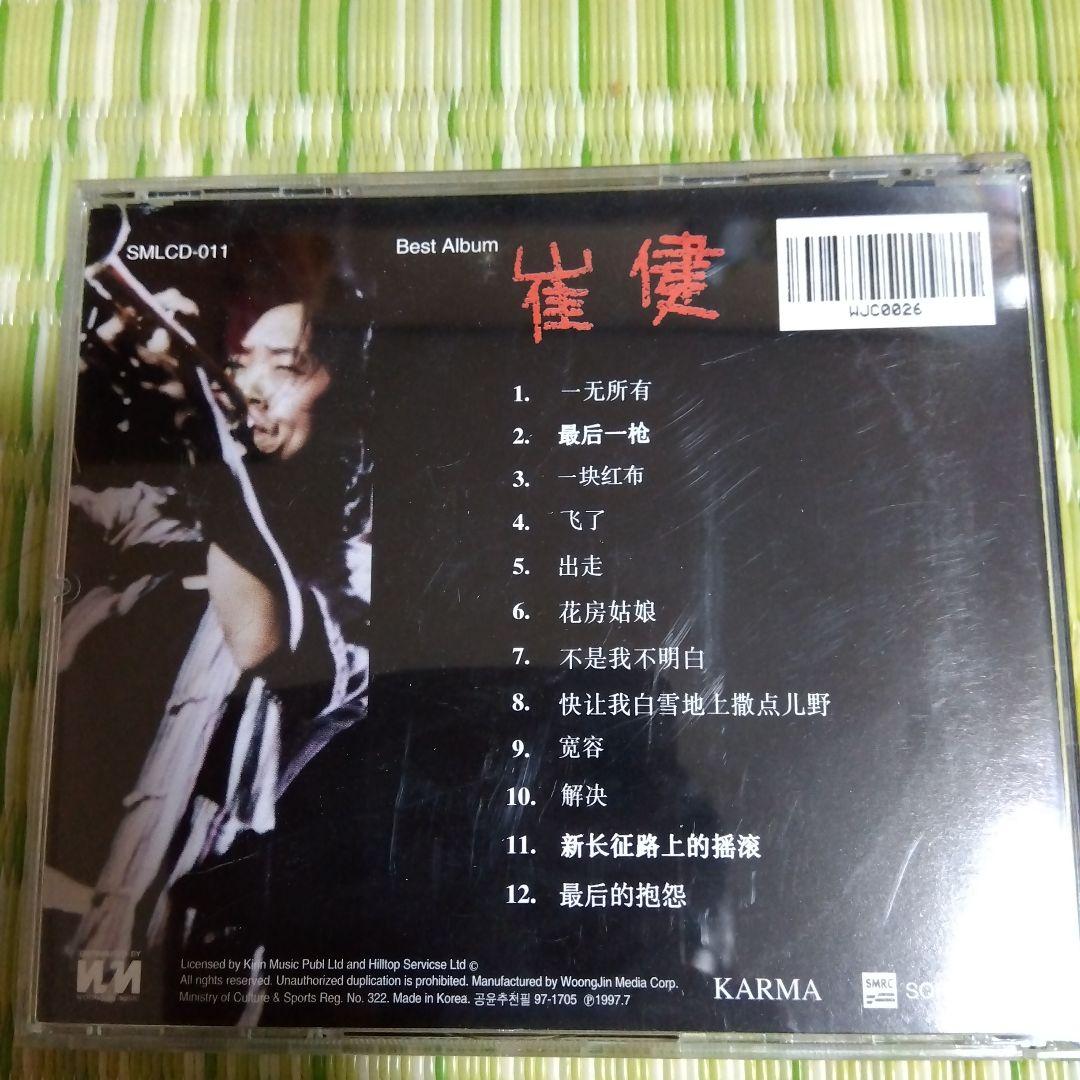 SMLCD-011
Best Album
崔健
WJC0026
1. 一无所有
2. 最后一枪
3. 一块红布
4. 飞了
5. 出走
6. 花房姑娘
7. 不是我不明白
8. 快让我白雪地上撒点儿野
9. 宽容
10. 解决
11. 新长征路上的摇滚
12. 最后的抱怨
Licensed by Kirin Music Publ Ltd and Hilltop Servicse Ltd ©
All rights reserved. Unauthorized duplication is prohibited. Manufactured by WoongJin Media Corp.
Ministry of Culture & Sports Reg. No. 322. Made in Korea. 공윤추천필 97-1705 ℗1997.7
KARMA
SMRC